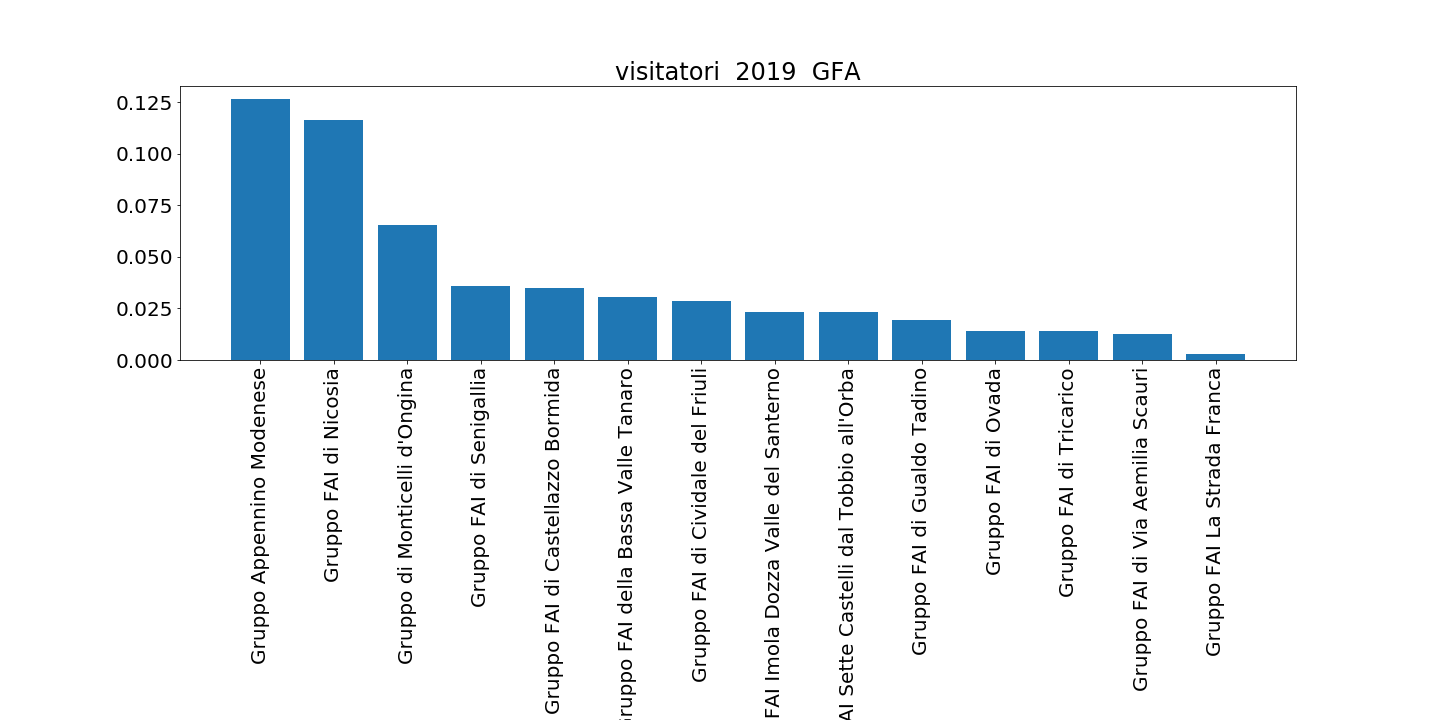 visitatori 2019 GFA
0.125
0.100
0.075
0.050
0.025
0.000
Gruppo Appennino Modenese
Gruppo FAI di Nicosia
Gruppo di Monticelli d'Ongina
Gruppo FAI di Senigallia
Gruppo FAI di Castellazzo Bormida
FAI della Bassa Valle Tanaro
Gruppo FAI di Cividale del Friuli
FAI Imola Dozza Valle del Santerno
Sette Castelli dal Tobbio all'Orba
Gruppo FAI di Gualdo Tadino
Gruppo FAI di Ovada
Gruppo FAI di Tricarico
Gruppo FAI di Via Aemilia Scauri
Gruppo FAI La Strada Franca